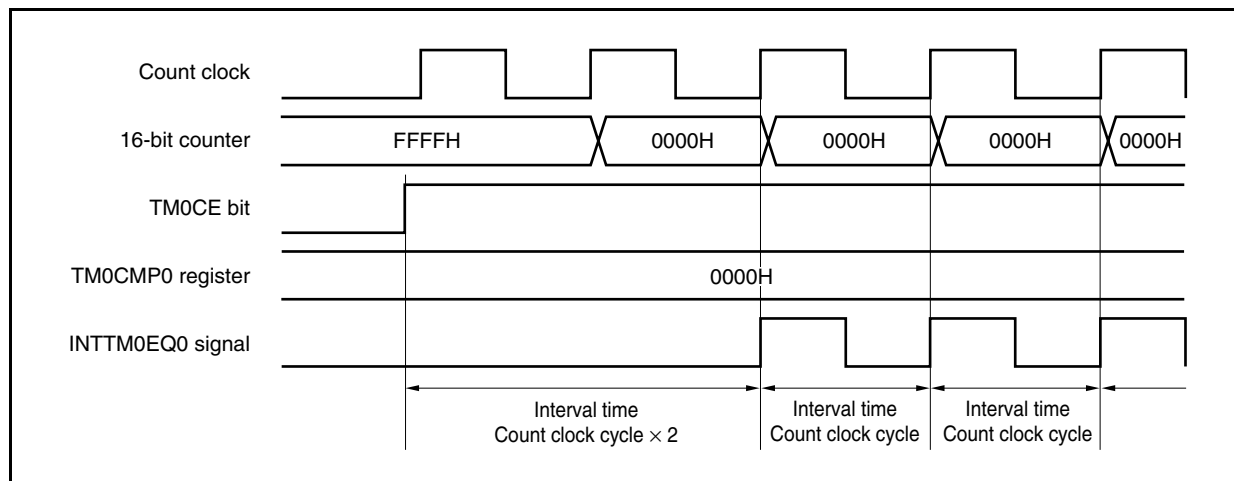 Count clock
16-bit counter
FFFFH
0000H
0000H
0000H
0000H
TM0CE bit
TM0CMP0 register
0000H
INTTM0EQ0 signal
Interval time
Count clock cycle × 2
Interval time
Count clock cycle
Interval time
Count clock cycle